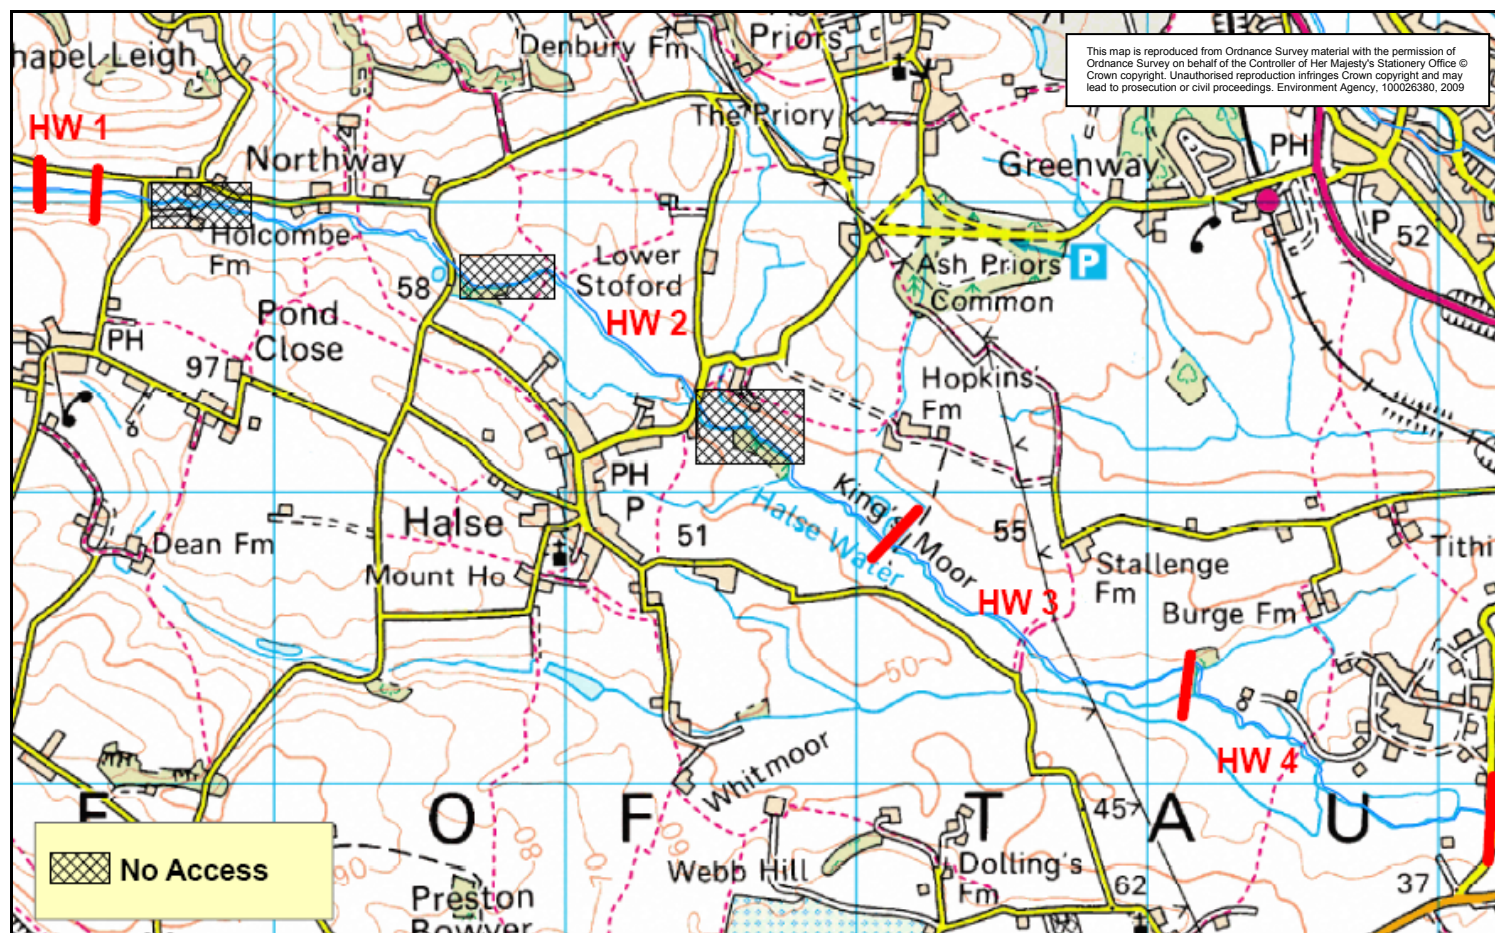 hapel Leigh
Denbury Fm
Priors
This map is reproduced from Ordnance Survey material with the permission of
Ordnance Survey on behalf of the Controller of Her Majesty's Stationery Office ©
Crown copyright. Unauthorised reproduction infringes Crown copyright and may
lead to prosecution or civil proceedings. Environment Agency, 100026380, 2009
HW 1
The Priory
Northway
Greenway
PH
Holcombe
Fm
P
52
Lower
Stoford
Ash Priors
Common
P
58
HW 2
Pond
Close
PH
97
Hopkins'
Fm
PH
P
King's
Moor
Halse Water
Halse
51
55
Dean Fm
Mount Ho
Stallenge
Fm
Tithi
HW 3
Burge Fm
50
HW 4
Whitmoor
F
O
F
T
A
U
45
80
70
60
90
No Access
Webb Hill
Dolling's
Fm
62
37
Preston
Bowyer